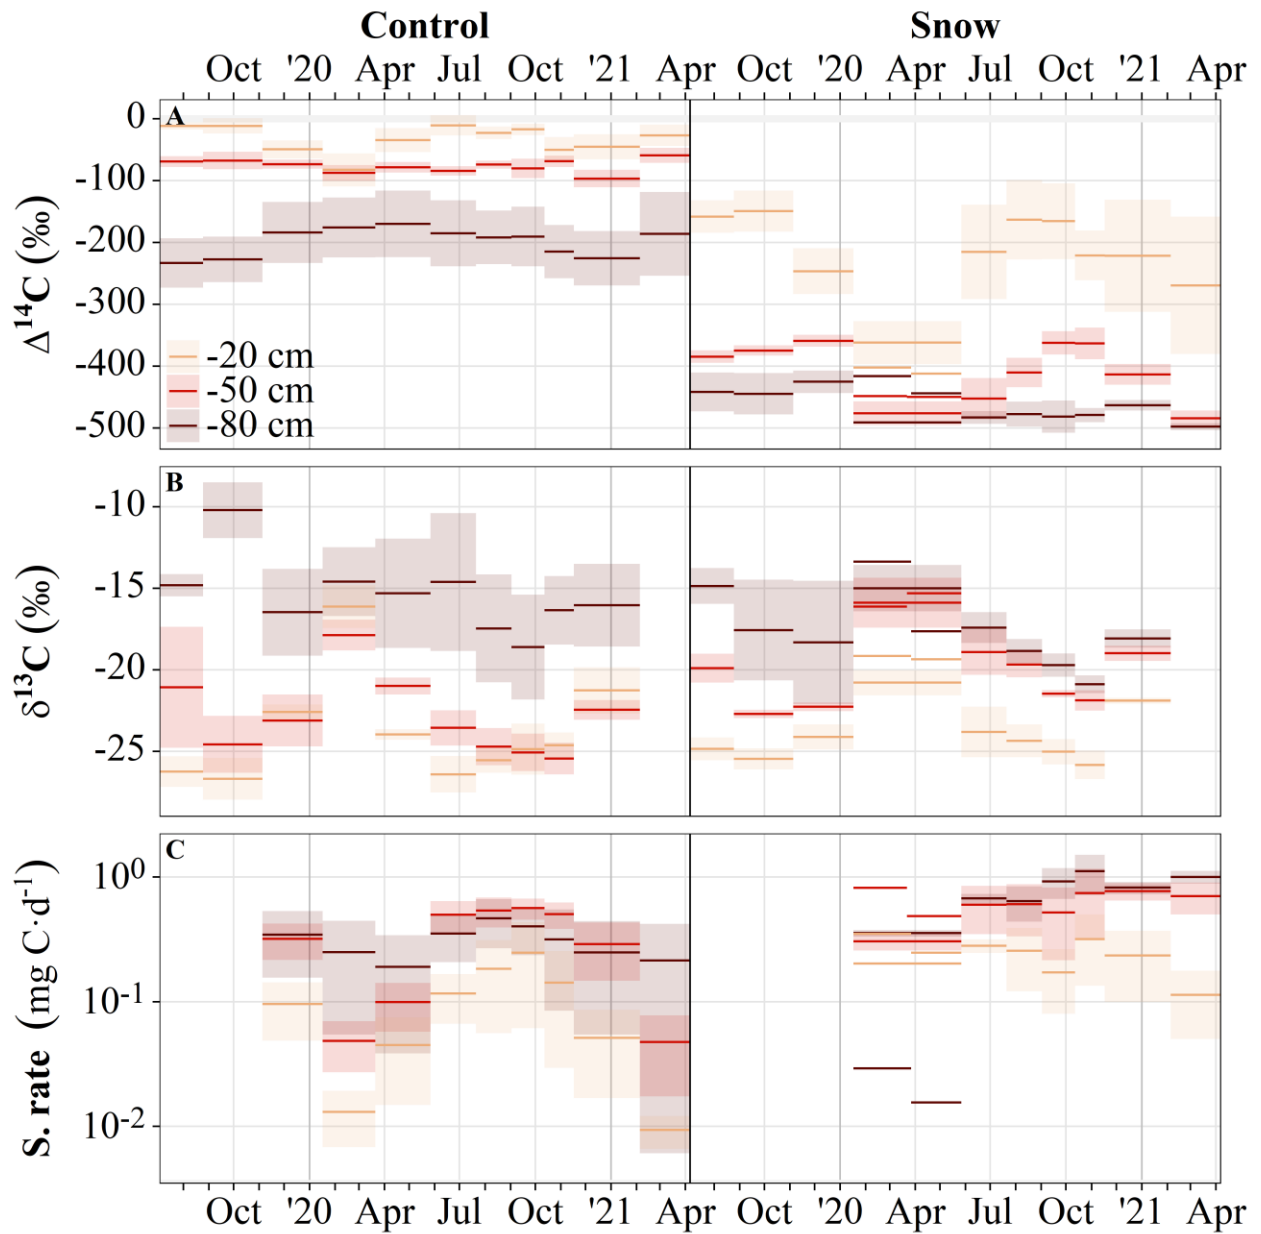 Control Snow
Oct '20 Apr Jul Oct '21 Apr Oct '20 Apr Jul Oct '21 Apr
A
Δ¹⁴C (‰)
0
-100
-200
-300
-400
-500
-20 cm
-50 cm
-80 cm
B
δ¹³C (‰)
-10
-15
-20
-25
C
S. rate (mg C·d⁻¹)
10⁰
10⁻¹
10⁻²
Oct '20 Apr Jul Oct '21 Apr Oct '20 Apr Jul Oct '21 Apr